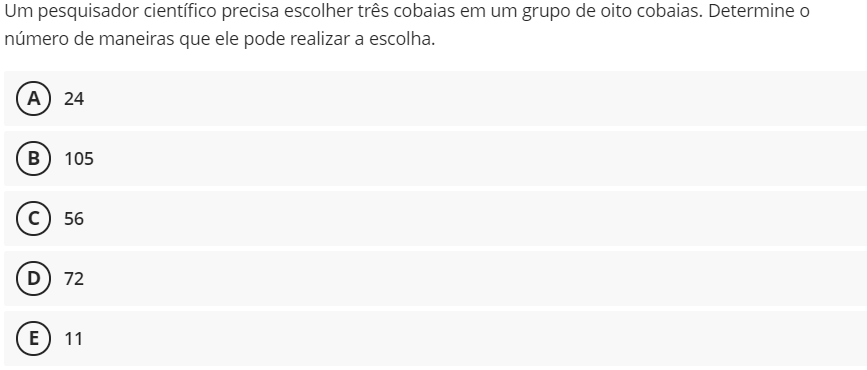 Um pesquisador científico precisa escolher três cobaias em um grupo de oito cobaias. Determine o
número de maneiras que ele pode realizar a escolha.
A 24
B 105
C 56
D 72
E 11